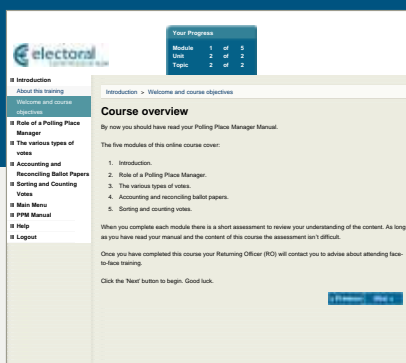 Your Progress
Module 1 of 5
Unit 2 of 2
Topic 2 of 2
electoral
Introduction
About this training
Welcome and course
objectives
Role of a Polling Place
Manager
The various types of
votes
Accounting and
Reconciling Ballot Papers
Sorting and Counting
Votes
Main Menu
PPM Manual
Help
Logout
Introduction > Welcome and course objectives
Course overview
By now you should have read your Polling Place Manager Manual.
The five modules of this online course cover:
1. Introduction.
2. Role of a Polling Place Manager.
3. The various types of votes.
4. Accounting and reconciling ballot papers.
5. Sorting and counting votes.
When you complete each module there is a short assessment to review your understanding of the content. As long
as you have read your manual and the content of this course the assessment isn't difficult.
Once you have completed this course your Returning Officer (RO) will contact you to advise about attending face-
to-face training.
Click the 'Next' button to begin. Good luck.